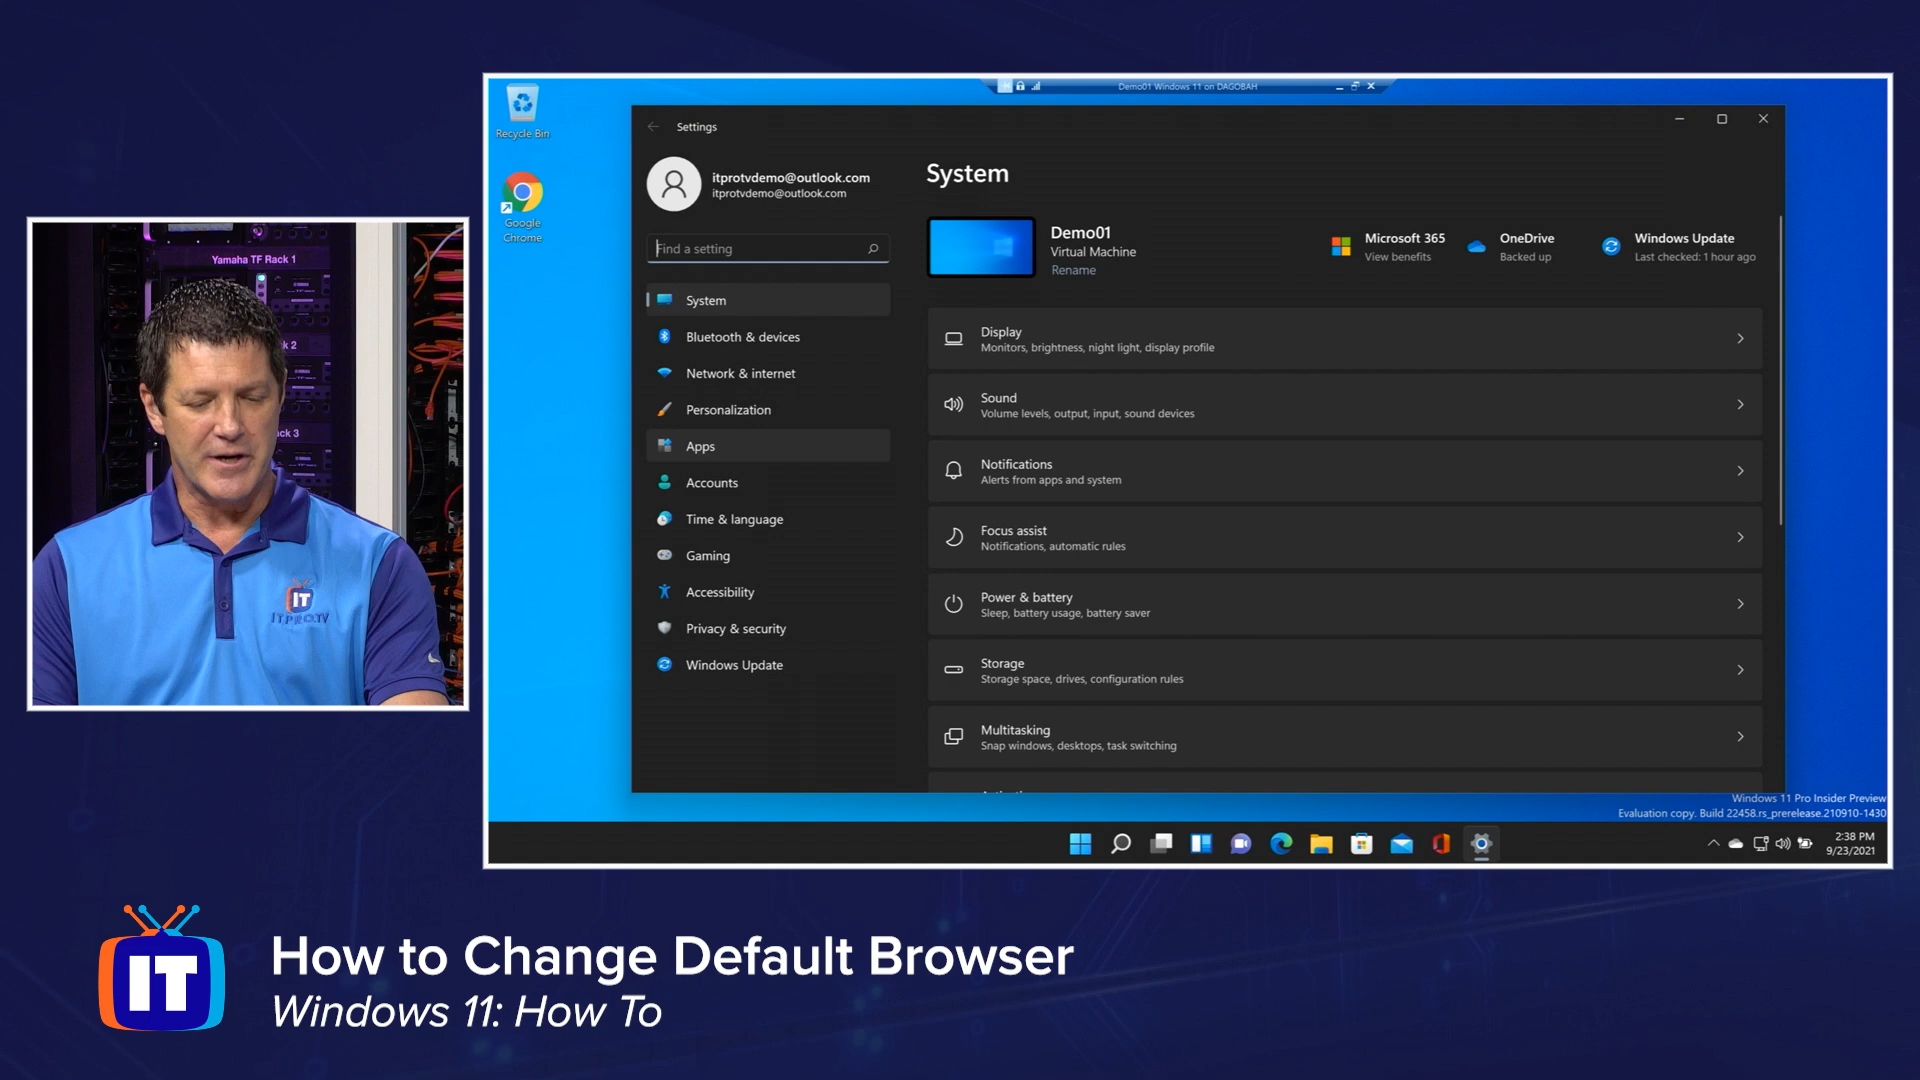 Recycle Bin
Google
Chrome
Demo01 Windows 11 on DAGOBAH
Settings
itprotvdemo@outlook.com
itprotvdemo@outlook.com
Find a setting
System
Bluetooth & devices
Network & internet
Personalization
Apps
Accounts
Time & language
Gaming
Accessibility
Privacy & security
Windows Update
System
Demo01
Virtual Machine
Rename
Microsoft 365
View benefits
OneDrive
Backed up
Windows Update
Last checked: 1 hour ago
Display
Monitors, brightness, night light, display profile
Sound
Volume levels, output, input, sound devices
Notifications
Alerts from apps and system
Focus assist
Notifications, automatic rules
Power & battery
Sleep, battery usage, battery saver
Storage
Storage space, drives, configuration rules
Multitasking
Snap windows, desktops, task switching
Windows 11 Pro Insider Preview
Evaluation copy. Build 22458.rs_prerelease.210910-1430
2:38 PM
9/23/2021
Yamaha TF Rack 1
k 2
ck 3
IT
ITPRO.TV
IT
How to Change Default Browser
Windows 11: How To